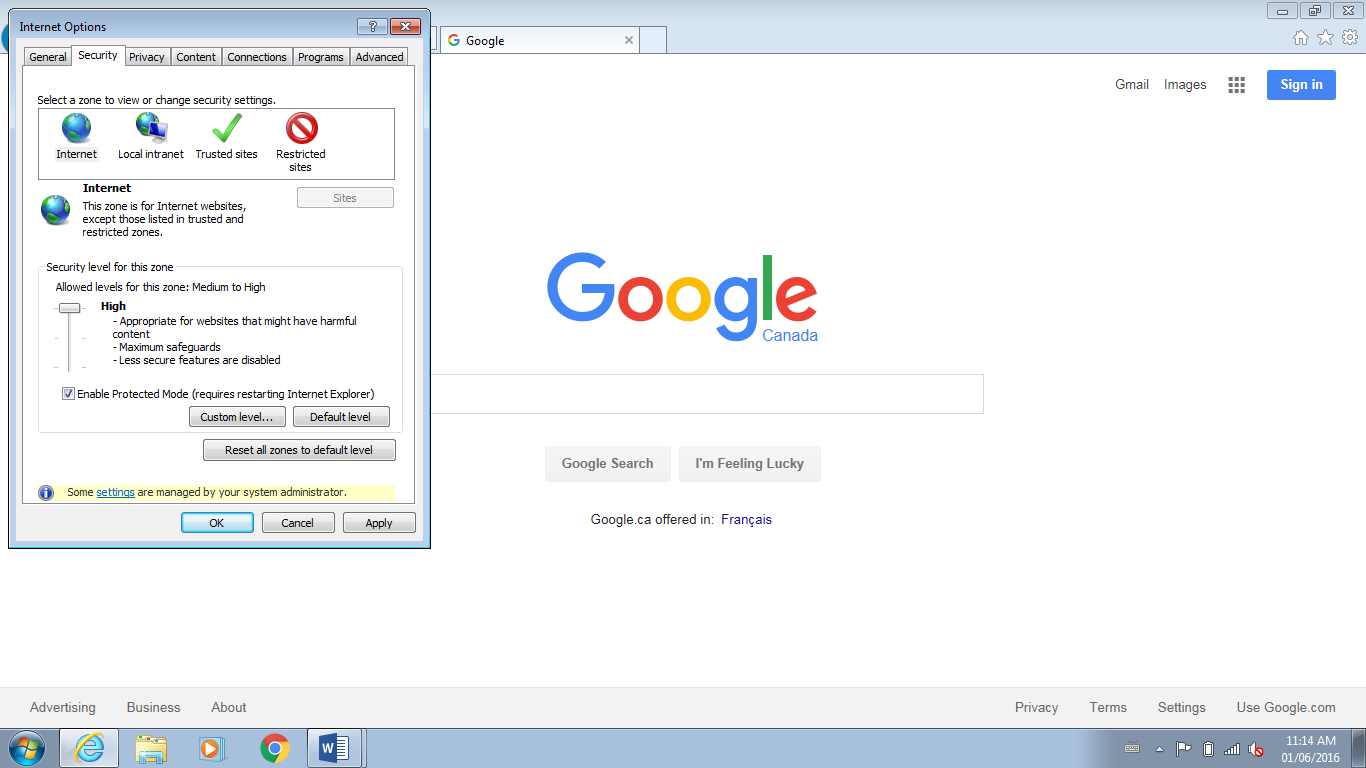 Internet Options
General Security Privacy Content Connections Programs Advanced
Select a zone to view or change security settings.
Internet Local intranet Trusted sites Restricted
sites
Internet
Sites
This zone is for Internet websites,
except those listed in trusted and
restricted zones.
Security level for this zone
Allowed levels for this zone: Medium to High
High
- Appropriate for websites that might have harmful
content
- Maximum safeguards
- Less secure features are disabled
Enable Protected Mode (requires restarting Internet Explorer)
Custom level... Default level
Reset all zones to default level
Some settings are managed by your system administrator.
OK Cancel Apply
Google
Gmail Images Sign in
Google
Canada
Google Search I'm Feeling Lucky
Google.ca offered in: Français
Advertising Business About Privacy Terms Settings Use Google.com
11:14 AM
01/06/2016